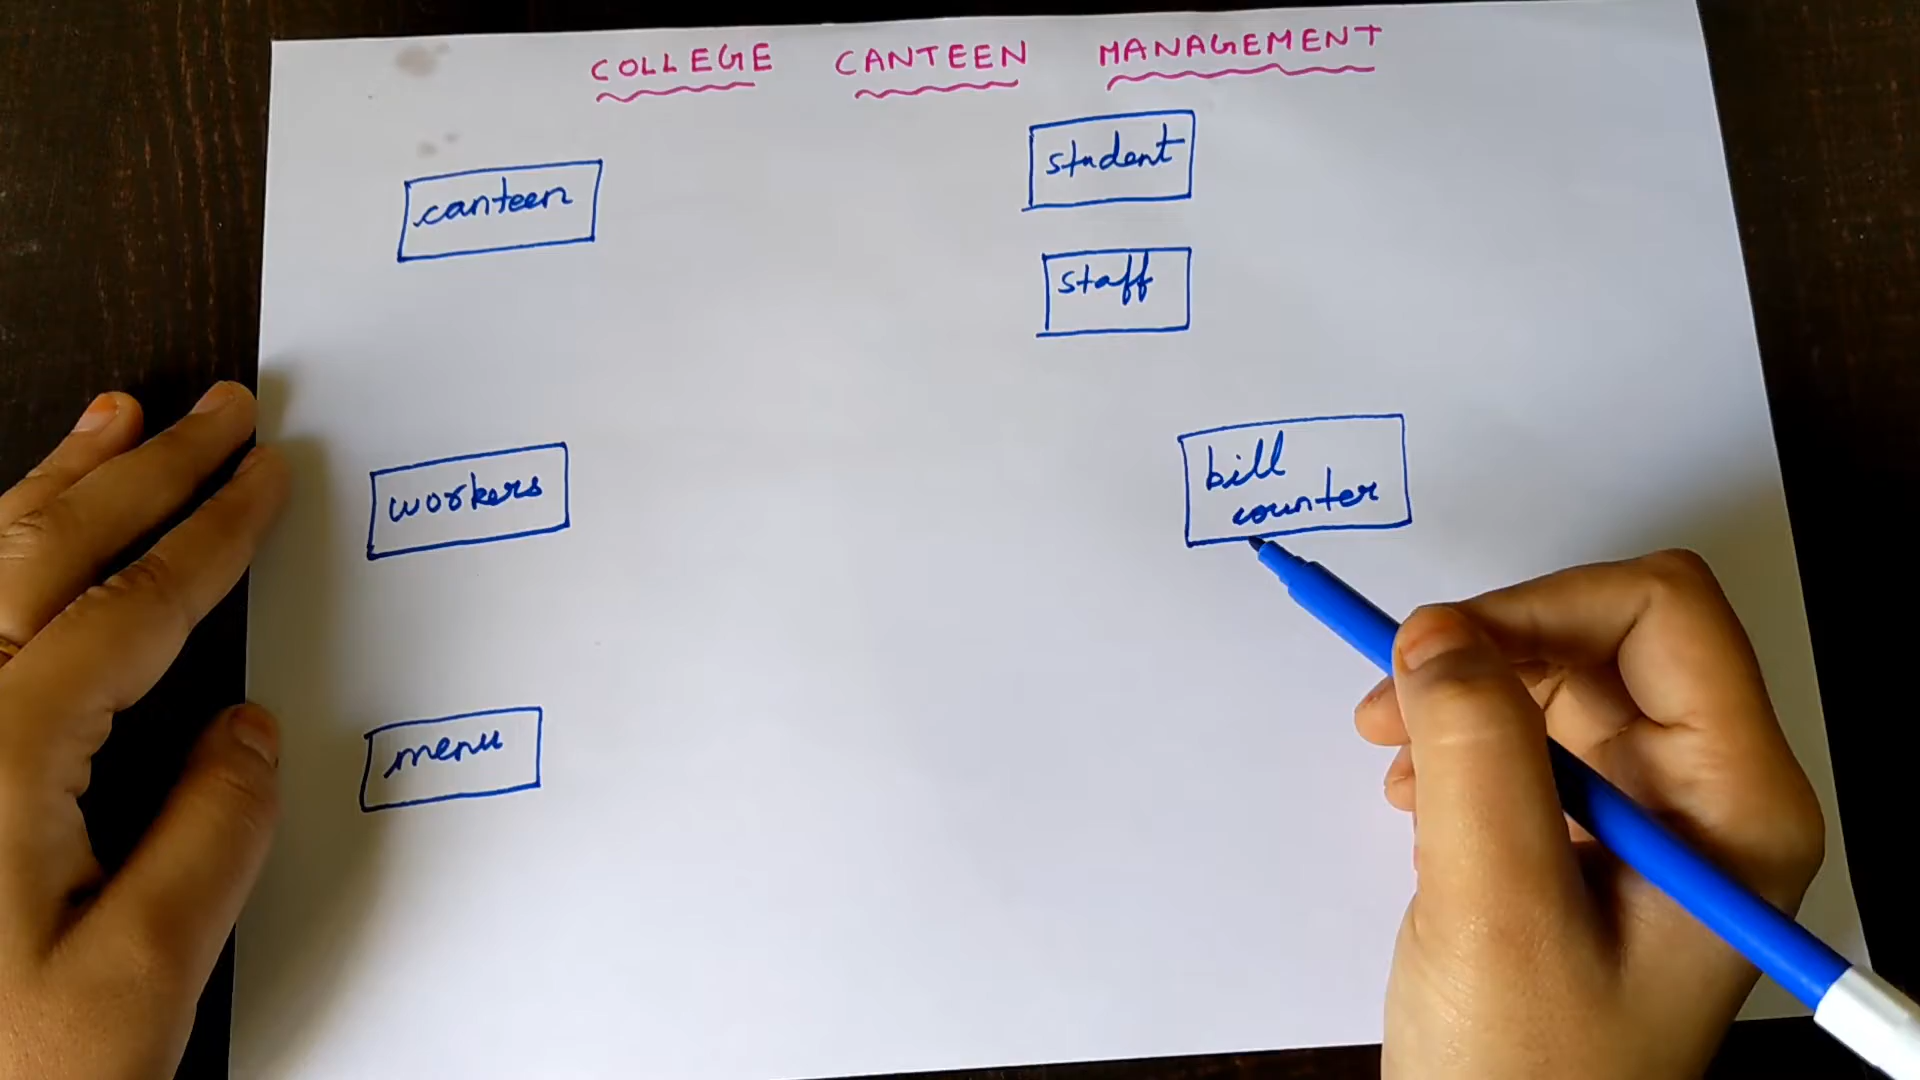 COLLEGE CANTEEN MANAGEMENT
student
canteen
staff
bill
counter
workers
menu